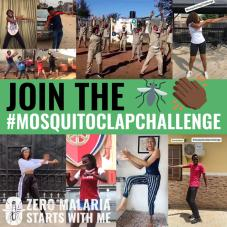 JOIN THE
#MOSQUITOCLAPCHALLENGE
ZERO MALARIA
STARTS WITH ME